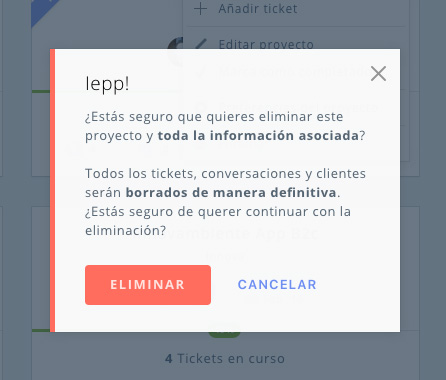 Añadir ticket
Editar proyecto
Iepp!
¿Estás seguro que quieres eliminar este
proyecto y toda la información asociada?
Todos los tickets, conversaciones y clientes
serán borrados de manera definitiva.
¿Estás seguro de querer continuar con la
eliminación?
ELIMINAR
CANCELAR
4 Tickets en curso